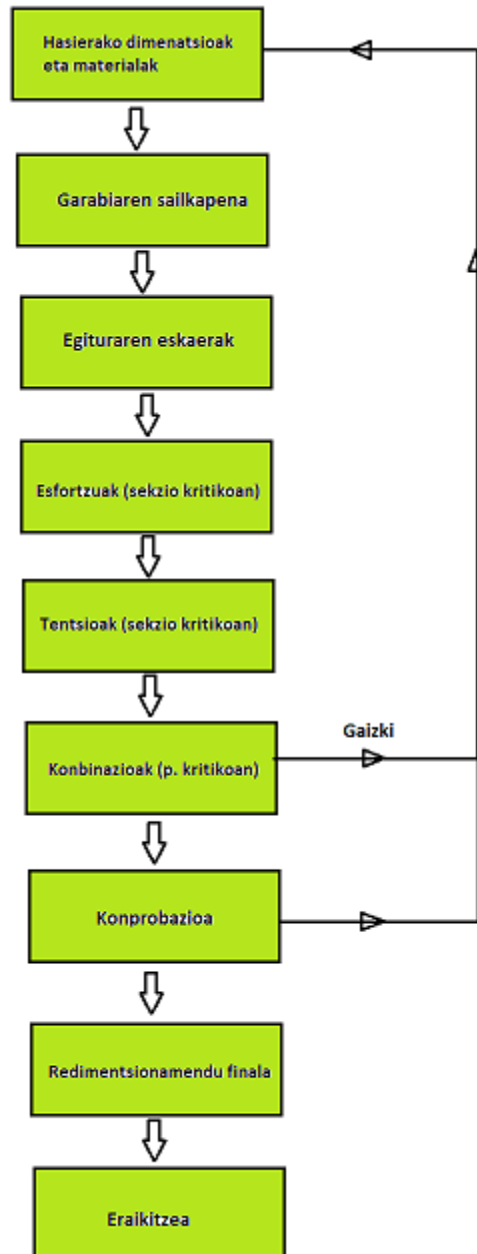 Hasierako dimenatsioak
eta materialak
Garabiaren sailkapena
Egituraren eskaerak
Esfortzuak (sekzio kritikoan)
Tentsioak (sekzio kritikoan)
Gaizki
Konbinazioak (p. kritikoan)
Konprobazioa
Redimentsionamendu finala
Eraikitzea